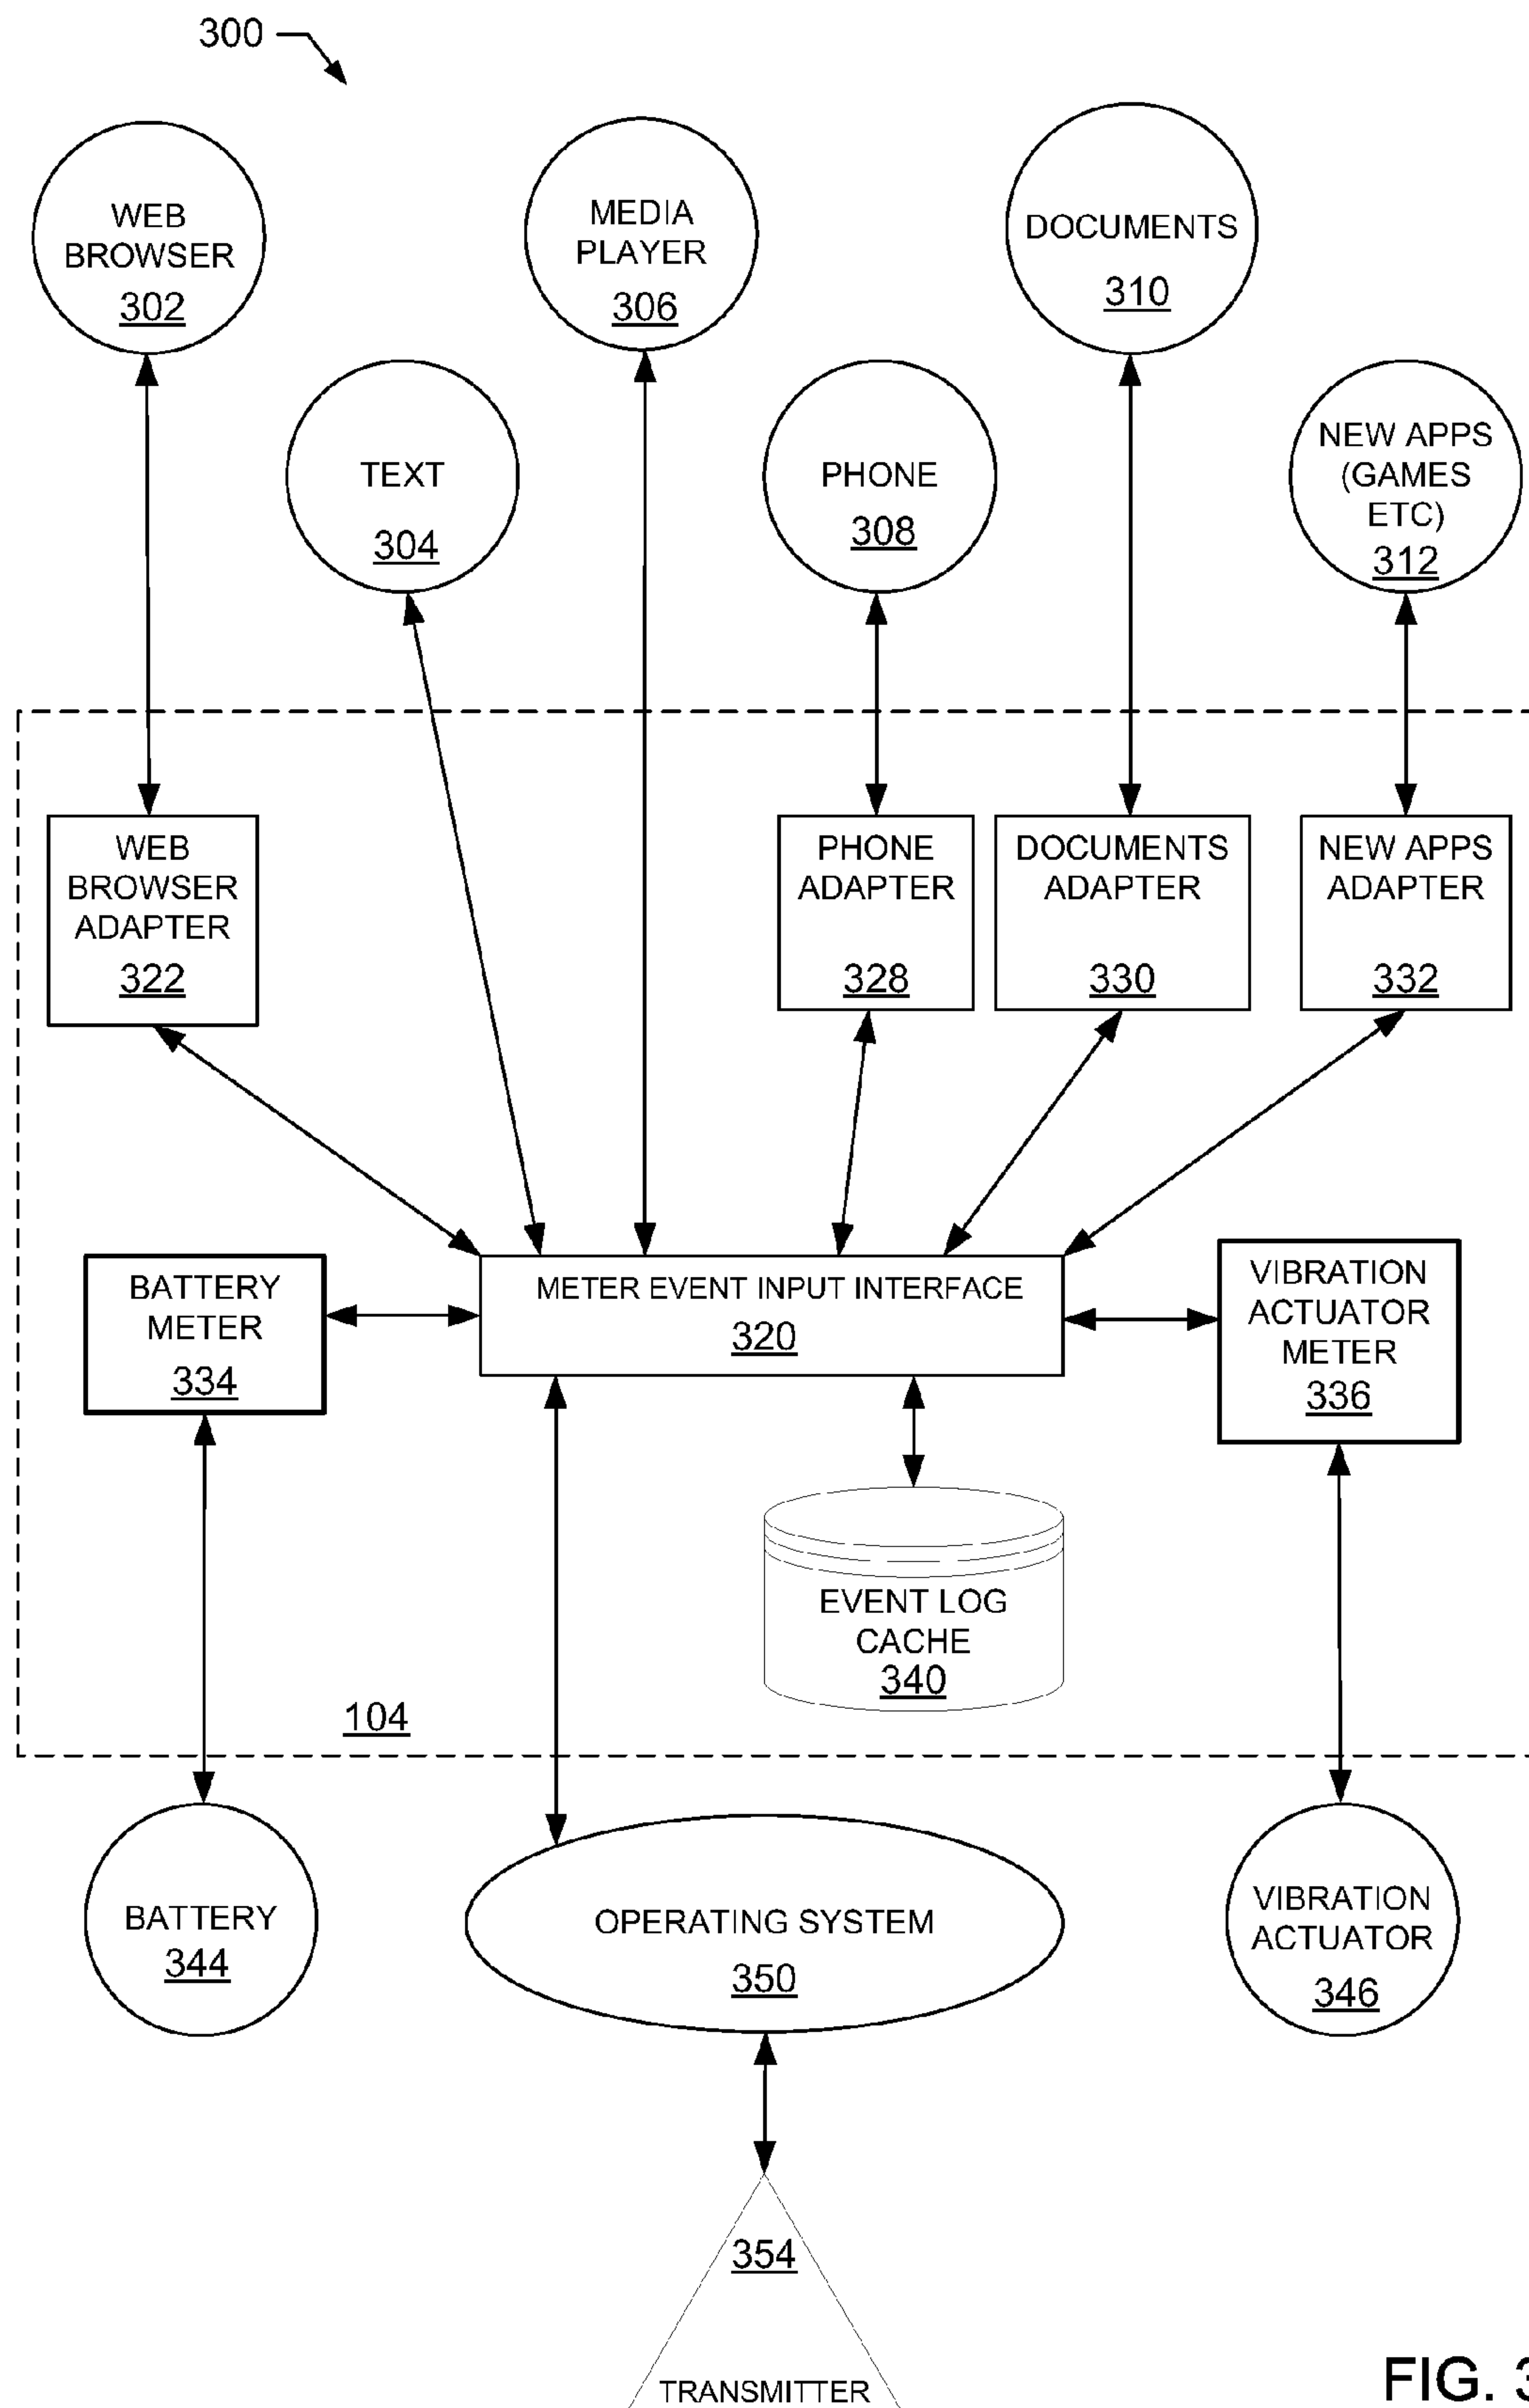 300
WEB
BROWSER
302
MEDIA
PLAYER
306
DOCUMENTS
310
TEXT
304
PHONE
308
NEW APPS
(GAMES
ETC)
312
WEB
BROWSER
ADAPTER
322
PHONE
ADAPTER
328
DOCUMENTS
ADAPTER
330
NEW APPS
ADAPTER
332
BATTERY
METER
334
METER EVENT INPUT INTERFACE
320
VIBRATION
ACTUATOR
METER
336
EVENT LOG
CACHE
340
104
BATTERY
344
OPERATING SYSTEM
350
VIBRATION
ACTUATOR
346
354
TRANSMITTER
FIG. 3